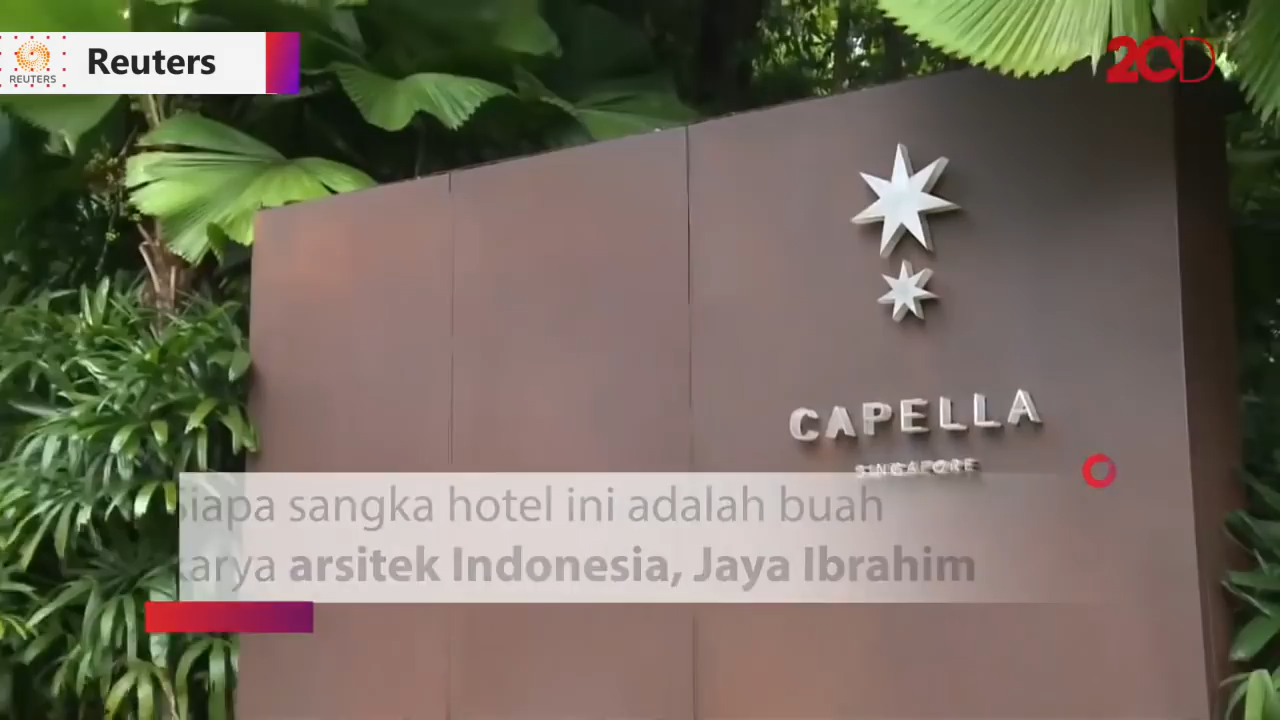 REUTERS
Reuters
20D
CAPELLA
SINGAPORE
Siapa sangka hotel ini adalah buah
karya arsitek Indonesia, Jaya Ibrahim